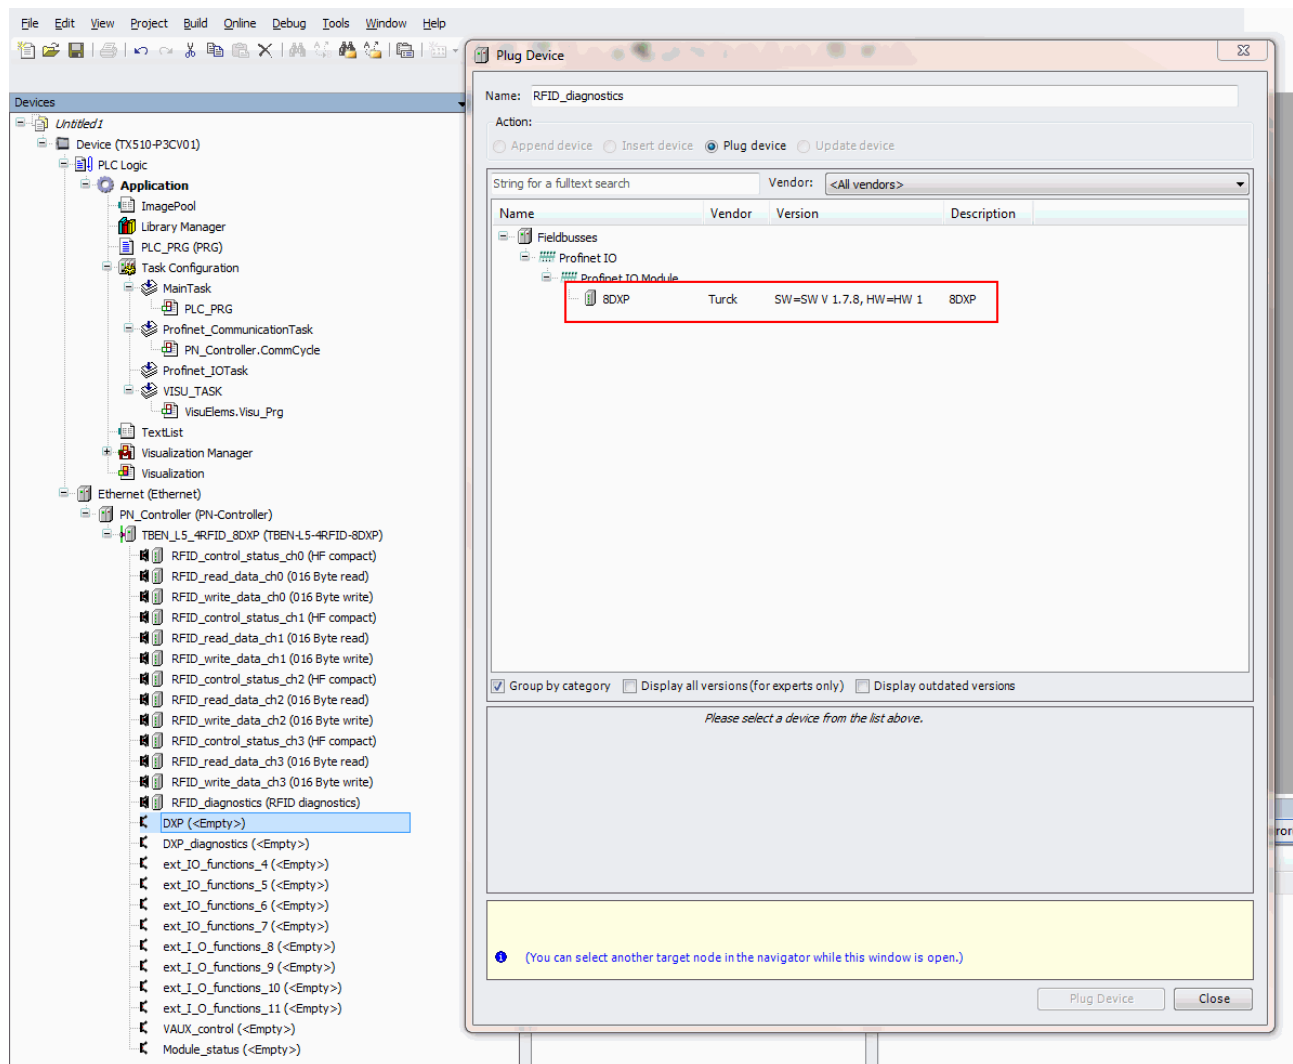 File Edit View Project Build Online Debug Tools Window Help
Devices
Untitled1
Device (TX510-P3CV01)
PLC Logic
Application
ImagePool
Library Manager
PLC_PRG (PRG)
Task Configuration
MainTask
PLC_PRG
Profinet_CommunicationTask
PN_Controller.CommCycle
Profinet_IOTask
VISU_TASK
VisuElems.Visu_Prg
TextList
Visualization Manager
Visualization
Ethernet (Ethernet)
PN_Controller (PN-Controller)
TBEN_L5_4RFID_8DXP (TBEN-L5-4RFID-8DXP)
RFID_control_status_ch0 (HF compact)
RFID_read_data_ch0 (016 Byte read)
RFID_write_data_ch0 (016 Byte write)
RFID_control_status_ch1 (HF compact)
RFID_read_data_ch1 (016 Byte read)
RFID_write_data_ch1 (016 Byte write)
RFID_control_status_ch2 (HF compact)
RFID_read_data_ch2 (016 Byte read)
RFID_write_data_ch2 (016 Byte write)
RFID_control_status_ch3 (HF compact)
RFID_read_data_ch3 (016 Byte read)
RFID_write_data_ch3 (016 Byte write)
RFID_diagnostics (RFID diagnostics)
DXP (<Empty>)
DXP_diagnostics (<Empty>)
ext_IO_functions_4 (<Empty>)
ext_IO_functions_5 (<Empty>)
ext_IO_functions_6 (<Empty>)
ext_IO_functions_7 (<Empty>)
ext_I_O_functions_8 (<Empty>)
ext_I_O_functions_9 (<Empty>)
ext_I_O_functions_10 (<Empty>)
ext_I_O_functions_11 (<Empty>)
VAUX_control (<Empty>)
Module_status (<Empty>)
Plug Device
Name: RFID_diagnostics
Action:
Append device Insert device Plug device Update device
String for a fulltext search Vendor: <All vendors>
Name Vendor Version Description
Fieldbusses
Profinet IO
Profinet IO Module
8DXP Turck SW=SW V 1.7.8, HW=HW 1 8DXP
Group by category Display all versions (for experts only) Display outdated versions
Please select a device from the list above.
(You can select another target node in the navigator while this window is open.)
Plug Device Close